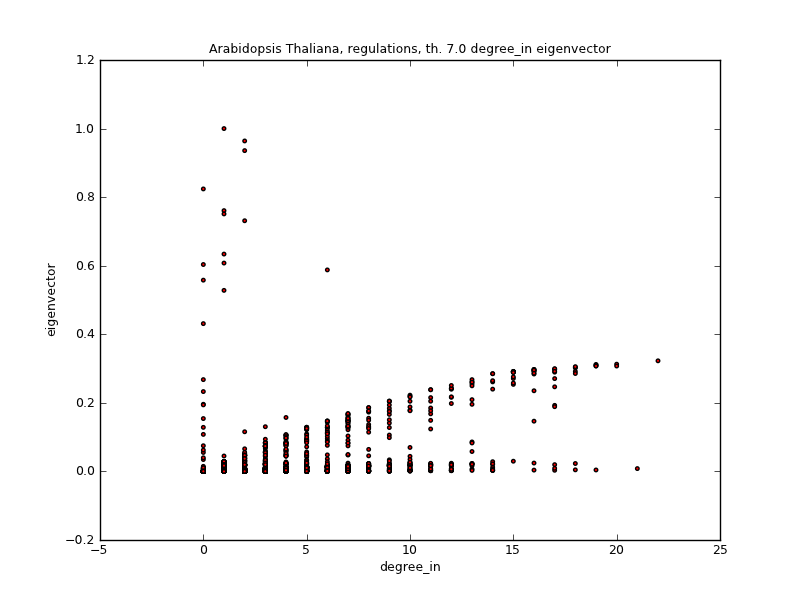 Arabidopsis Thaliana, regulations, th. 7.0 degree_in eigenvector
1.2
1.0
0.8
0.6
0.4
0.2
0.0
−0.2
eigenvector
−5 0 5 10 15 20 25
degree_in